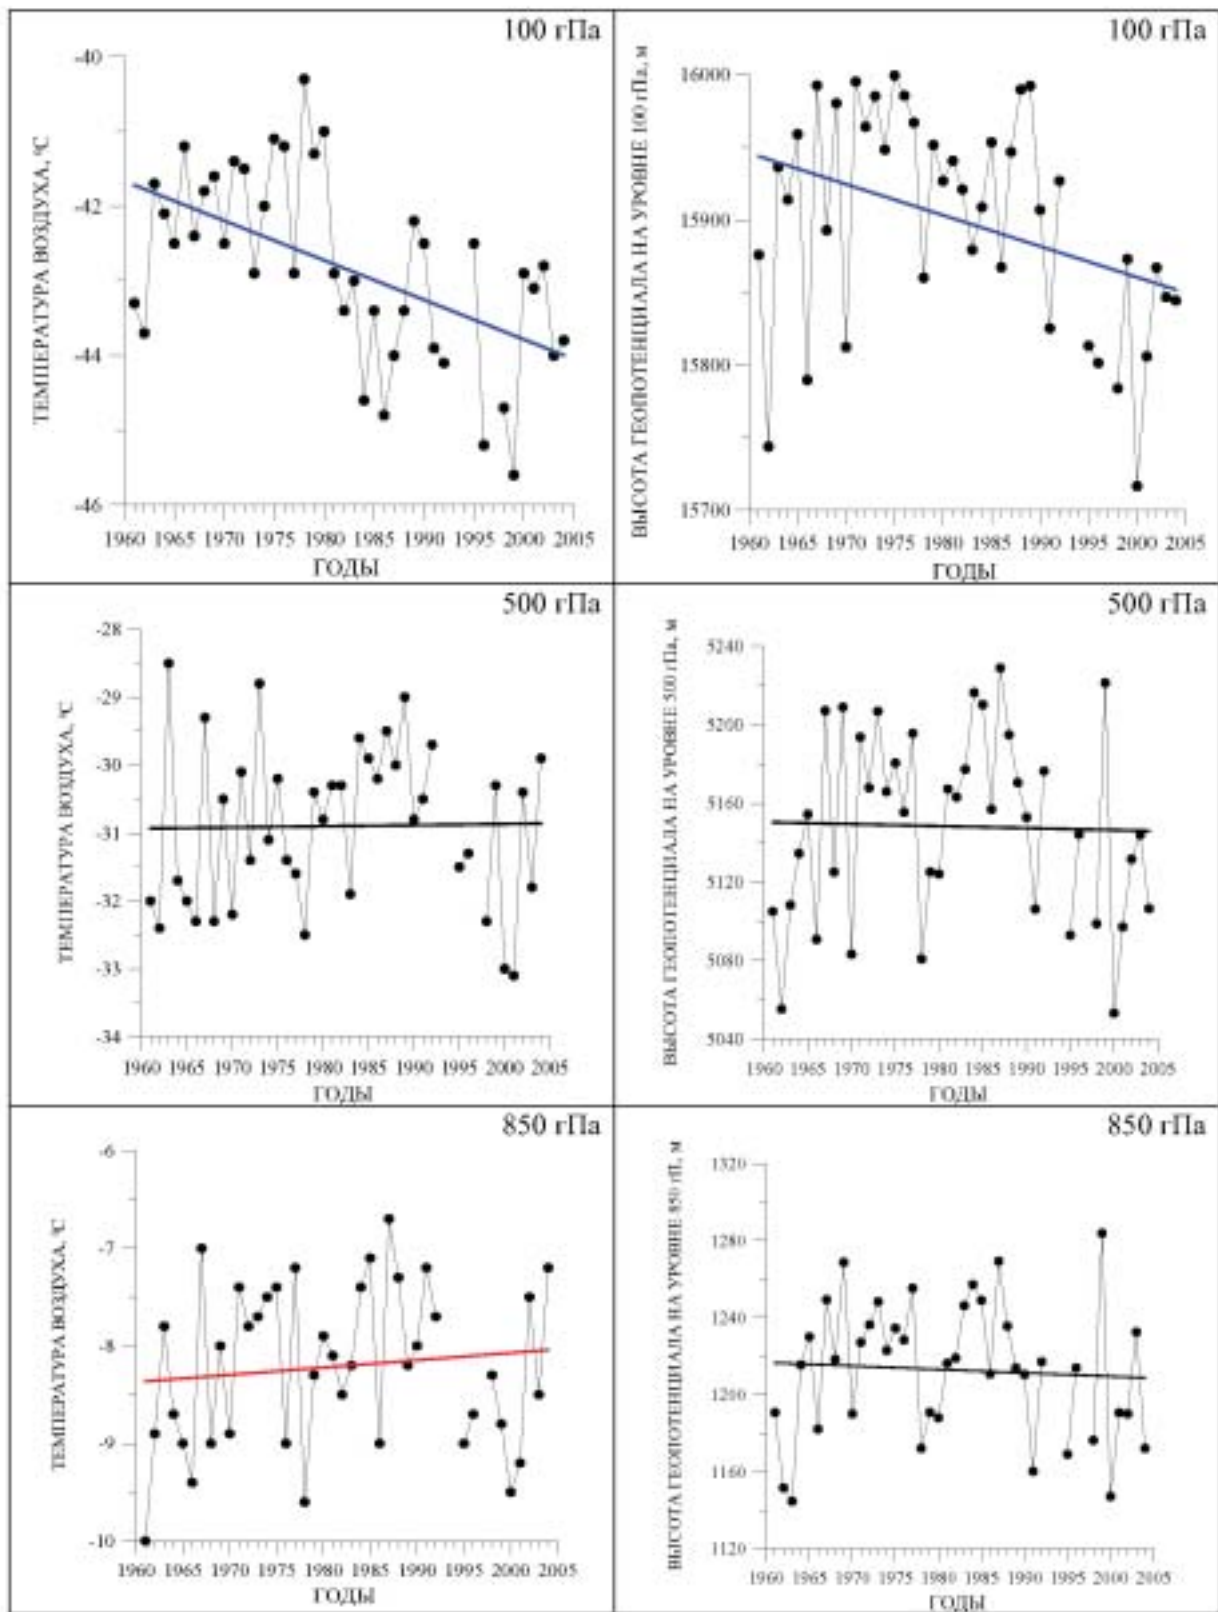 100 гПа
ТЕМПЕРАТУРА ВОЗДУХА, °C
-40
-42
-44
-46
1960 1965 1970 1975 1980 1985 1990 1995 2000 2005
ГОДЫ
100 гПа
ВЫСОТА ГЕОПОТЕНЦИАЛА НА УРОВНЕ 100 гПа, м
16000
15900
15800
15700
1960 1965 1970 1975 1980 1985 1990 1995 2000 2005
ГОДЫ
500 гПа
ТЕМПЕРАТУРА ВОЗДУХА, °C
-28
-29
-30
-31
-32
-33
-34
1960 1965 1970 1975 1980 1985 1990 1995 2000 2005
ГОДЫ
500 гПа
ВЫСОТА ГЕОПОТЕНЦИАЛА НА УРОВНЕ 500 гПа, м
5240
5200
5160
5120
5080
5040
1960 1965 1970 1975 1980 1985 1990 1995 2000 2005
ГОДЫ
850 гПа
ТЕМПЕРАТУРА ВОЗДУХА, °C
-6
-7
-8
-9
-10
1960 1965 1970 1975 1980 1985 1990 1995 2000 2005
ГОДЫ
850 гПа
ВЫСОТА ГЕОПОТЕНЦИАЛА НА УРОВНЕ 850 гП, м
1320
1280
1240
1200
1160
1120
1960 1965 1970 1975 1980 1985 1990 1995 2000 2005
ГОДЫ